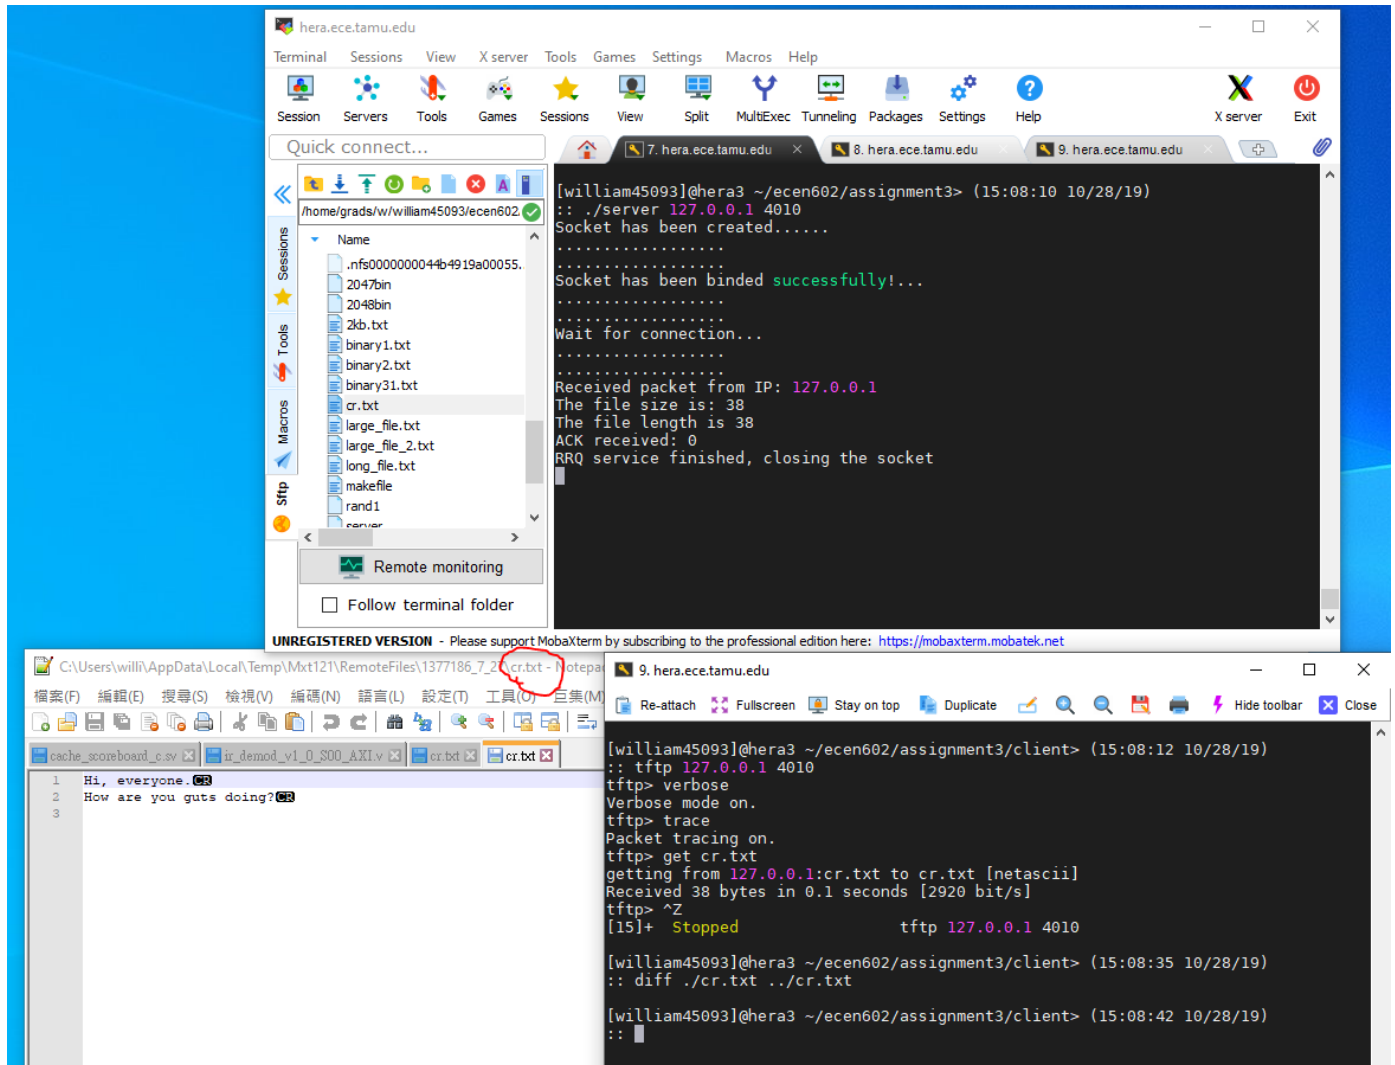 hera.ece.tamu.edu
Terminal Sessions View X server Tools Games Settings Macros Help
Session Servers Tools Games Sessions View Split MultiExec Tunneling Packages Settings Help X server Exit
Quick connect...
7. hera.ece.tamu.edu
8. hera.ece.tamu.edu
9. hera.ece.tamu.edu
/home/grads/w/william45093/ecen602
Sessions
Tools
Macros
Sftp
Name
.nfs0000000044b4919a00055..
2047bin
2048bin
2kb.txt
binary1.txt
binary2.txt
binary31.txt
cr.txt
large_file.txt
large_file_2.txt
long_file.txt
makefile
rand1
server
Remote monitoring
Follow terminal folder
[william45093]@hera3 ~/ecen602/assignment3> (15:08:10 10/28/19)
:: ./server 127.0.0.1 4010
Socket has been created......
..................
..................
Socket has been binded successfully!...
..................
..................
Wait for connection...
..................
..................
Received packet from IP: 127.0.0.1
The file size is: 38
The file length is 38
ACK received: 0
RRQ service finished, closing the socket
UNREGISTERED VERSION - Please support MobaXterm by subscribing to the professional edition here: https://mobaxterm.mobatek.net
C:\Users\willi\AppData\Local\Temp\Mxt121\RemoteFiles\1377186_7_2\cr.txt - Notepa
檔案(F) 編輯(E) 搜尋(S) 檢視(V) 編碼(N) 語言(L) 設定(T) 工具(O) 巨集(M)
cache_scoreboard_c.sv ir_demod_v1_0_S00_AXI.v cr.txt cr.txt
1 Hi, everyone.CR
2 How are you guts doing?CR
3
9. hera.ece.tamu.edu
Re-attach Fullscreen Stay on top Duplicate Hide toolbar Close
[william45093]@hera3 ~/ecen602/assignment3/client> (15:08:12 10/28/19)
:: tftp 127.0.0.1 4010
tftp> verbose
Verbose mode on.
tftp> trace
Packet tracing on.
tftp> get cr.txt
getting from 127.0.0.1:cr.txt to cr.txt [netascii]
Received 38 bytes in 0.1 seconds [2920 bit/s]
tftp> ^Z
[15]+ Stopped tftp 127.0.0.1 4010
[william45093]@hera3 ~/ecen602/assignment3/client> (15:08:35 10/28/19)
:: diff ./cr.txt ../cr.txt
[william45093]@hera3 ~/ecen602/assignment3/client> (15:08:42 10/28/19)
::